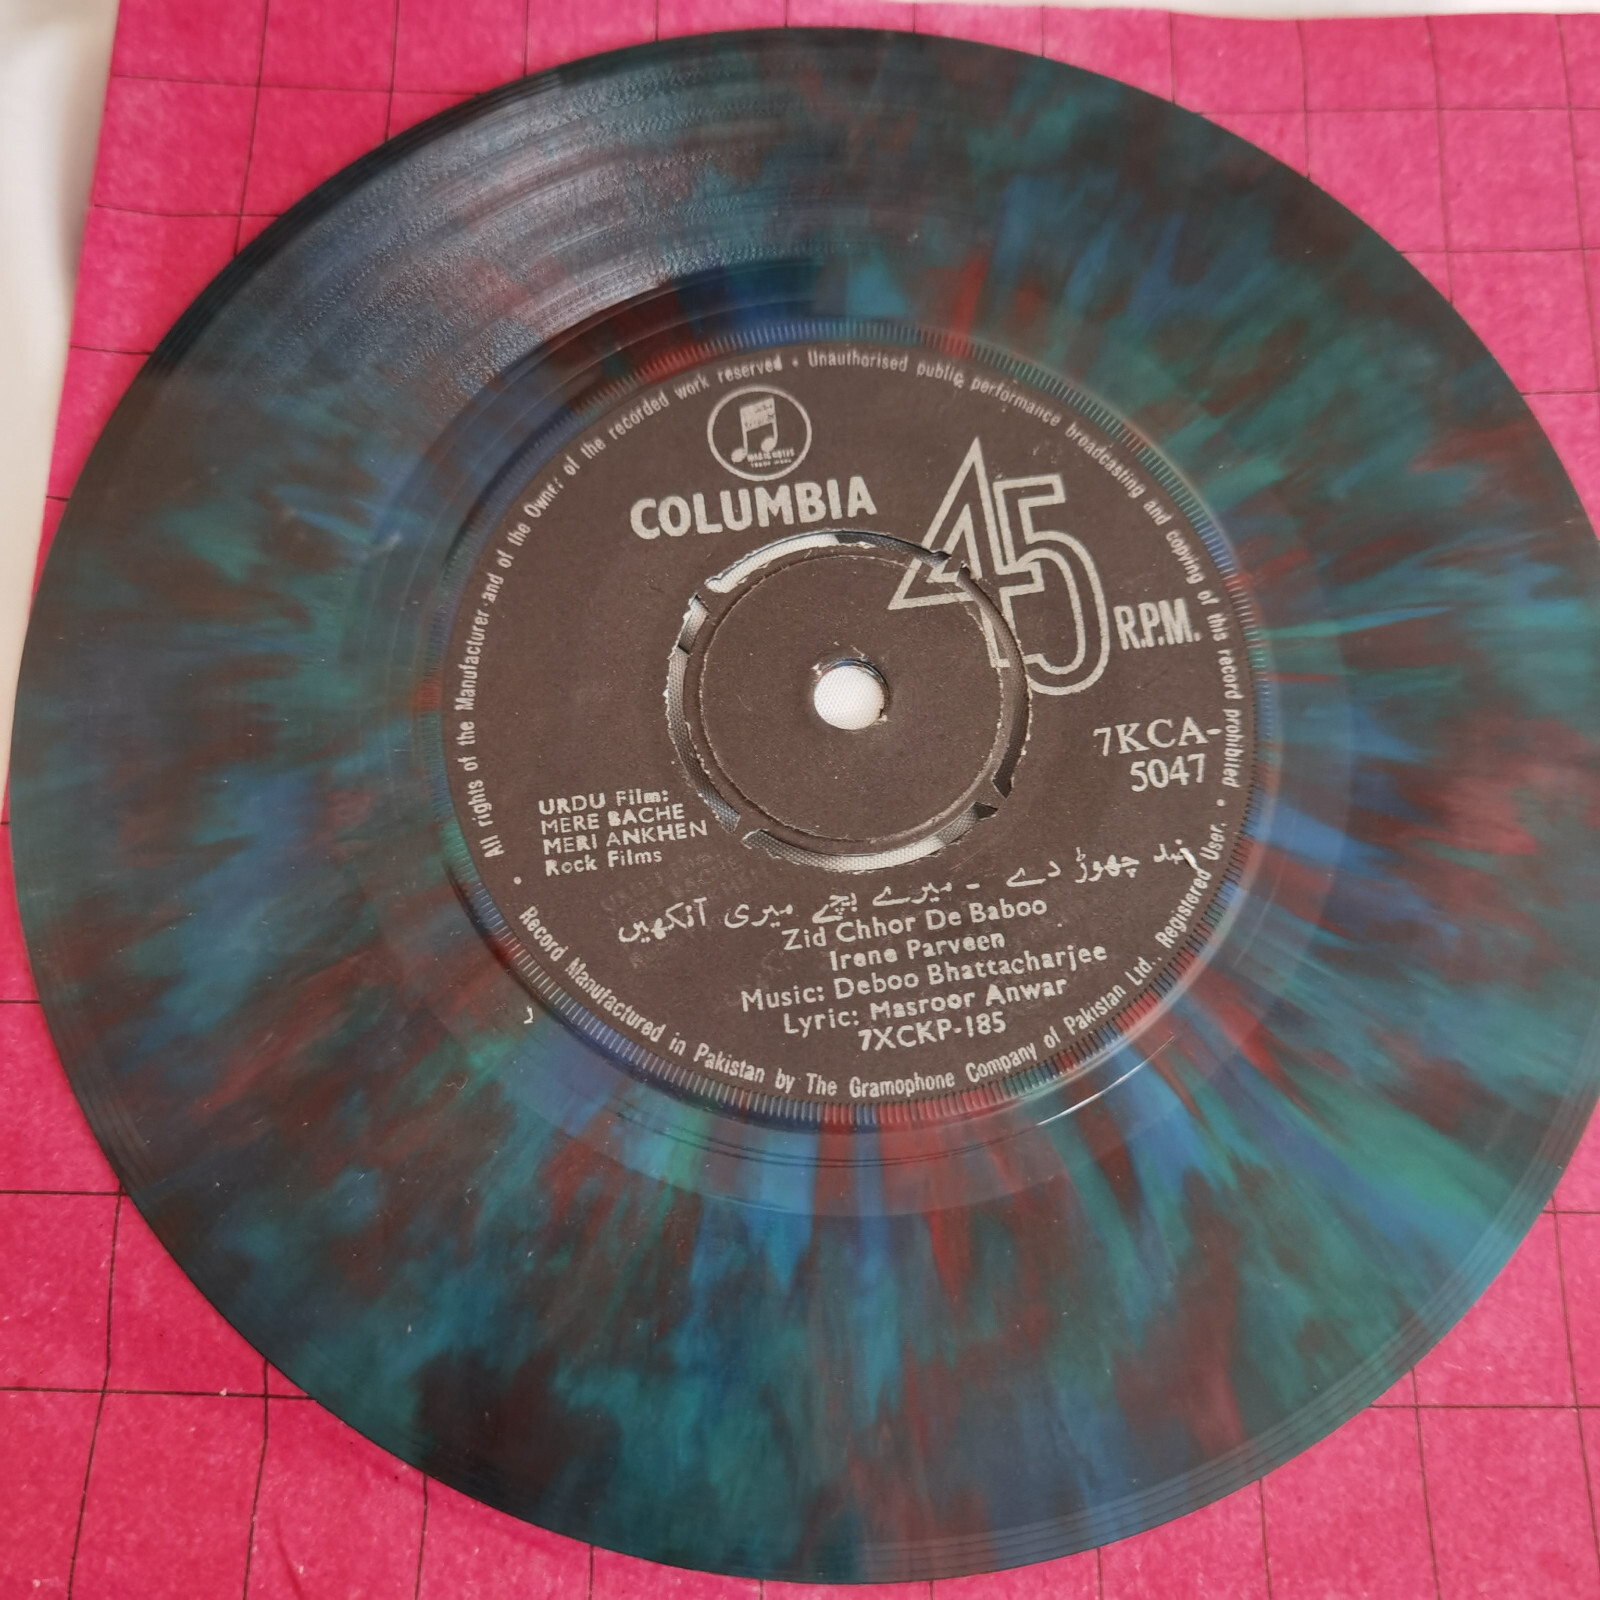 All rights of the Manufacturer and of the Owner of the recorded work reserved • Unauthorised public performance broadcasting and copying of this record prohibited •
COLUMBIA
45
R.P.M.
7KCA-
5047
URDU Film:
MERE BACHE
MERI ANKHEN
Rock Films
ضد چھوڑ دے - میرے بچے میری آنکھیں
Zid Chhor De Baboo
Irene Parveen
Music: Deboo Bhattacharjee
Lyric: Masroor Anwar
7XCKP-185
Record Manufactured in Pakistan by The Gramophone Company of Pakistan Ltd., Registered User.